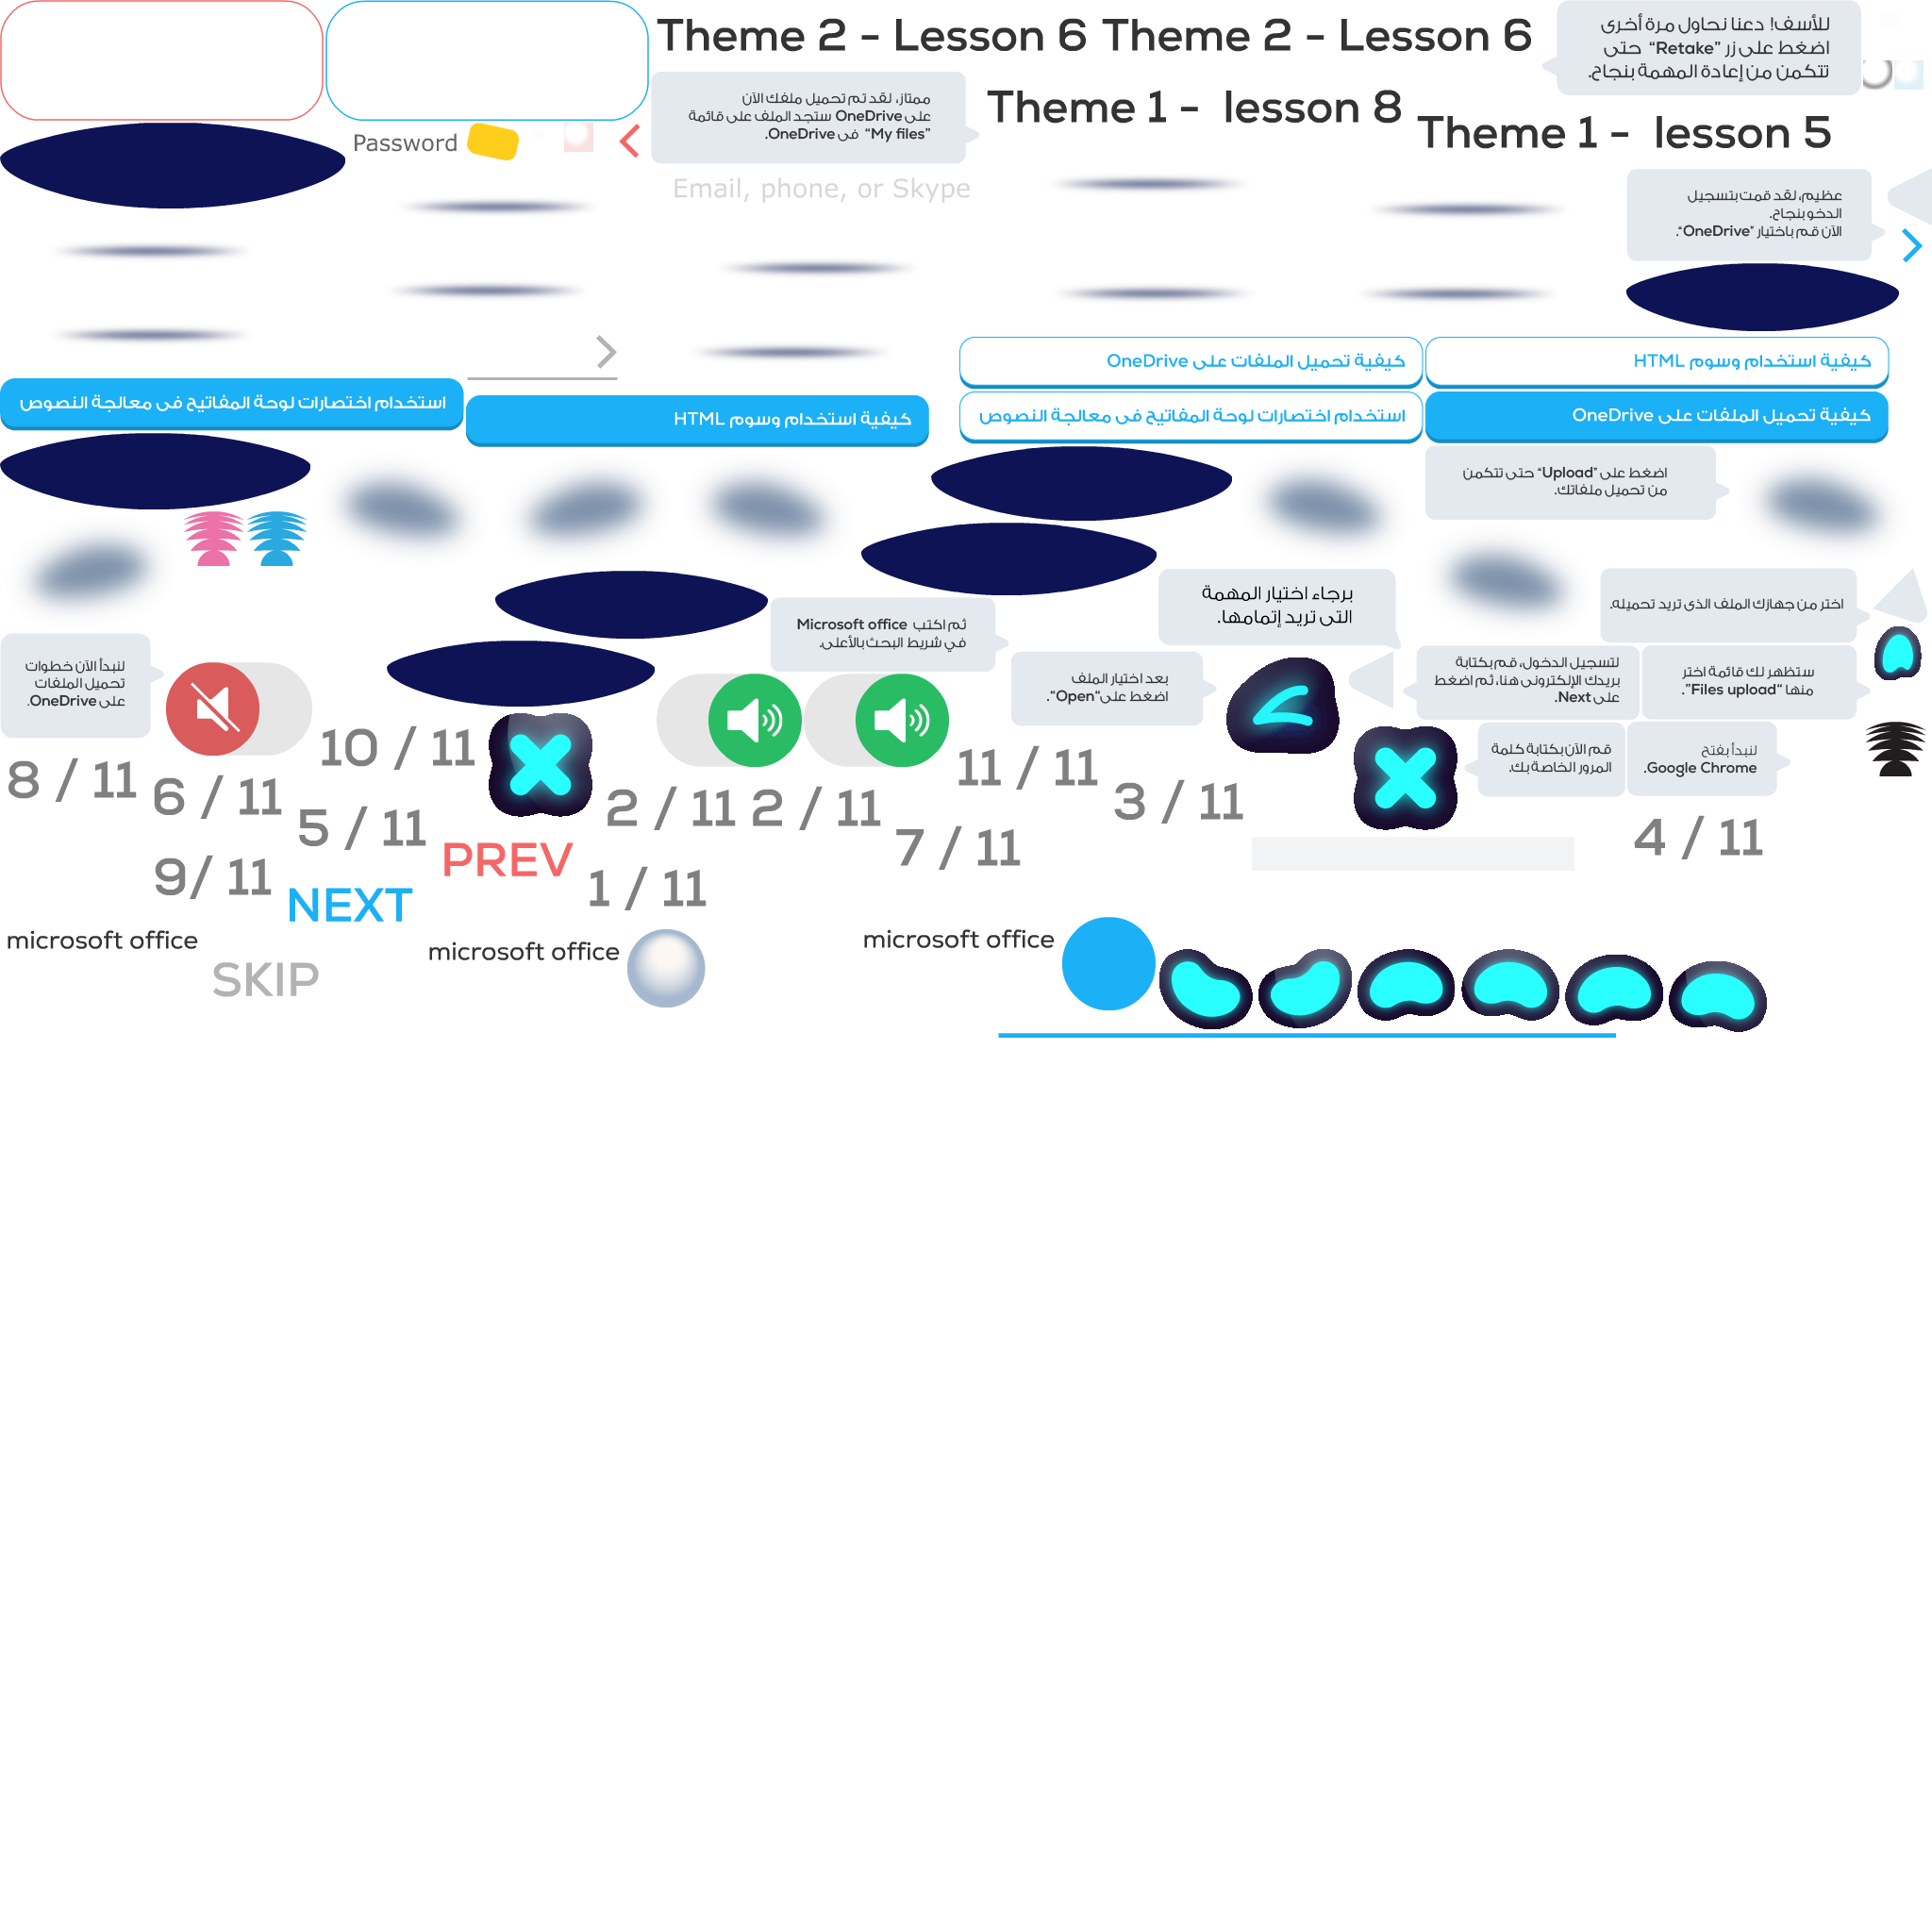 Theme 2 - Lesson 6
Theme 2 - Lesson 6
للأسف! دعنا نحاول مرة أخرى
اضغط على زر "Retake" حتى
تتكمن من إعادة المهمة بنجاح.
ممتاز، لقد تم تحميل ملفك الآن
على OneDrive ستجد الملف على قائمة
"My files" فى OneDrive.
Theme 1 - lesson 8
Theme 1 - lesson 5
Password
Email, phone, or Skype
عظيم، لقد قمت بتسجيل
الدخو بنجاح.
الآن قم باختيار "OneDrive".
كيفية تحميل الملفات على OneDrive
كيفية استخدام وسوم HTML
استخدام اختصارات لوحة المفاتيح فى معالجة النصوص
كيفية استخدام وسوم HTML
استخدام اختصارات لوحة المفاتيح فى معالجة النصوص
كيفية تحميل الملفات على OneDrive
اضغط على "Upload" حتى تتكمن
من تحميل ملفاتك.
برجاء اختيار المهمة
التى تريد إتمامها.
اختر من جهازك الملف الذى تريد تحميله.
ثم اكتب Microsoft office
في شريط البحث بالأعلى.
لنبدأ الآن خطوات
تحميل الملفات
على OneDrive.
بعد اختيار الملف
اضغط على"Open".
لتسجيل الدخول، قم بكتابة
بريدك الإلكترونى هنا، ثم اضغط
على Next.
ستظهر لك قائمة اختر
منها "Files upload".
قم الآن بكتابة كلمة
المرور الخاصة بك.
لنبدأ بفتح
Google Chrome.
8 / 11
6 / 11
10 / 11
5 / 11
2 / 11
2 / 11
11 / 11
3 / 11
7 / 11
4 / 11
9/ 11
NEXT
PREV
1 / 11
microsoft office
SKIP
microsoft office
microsoft office